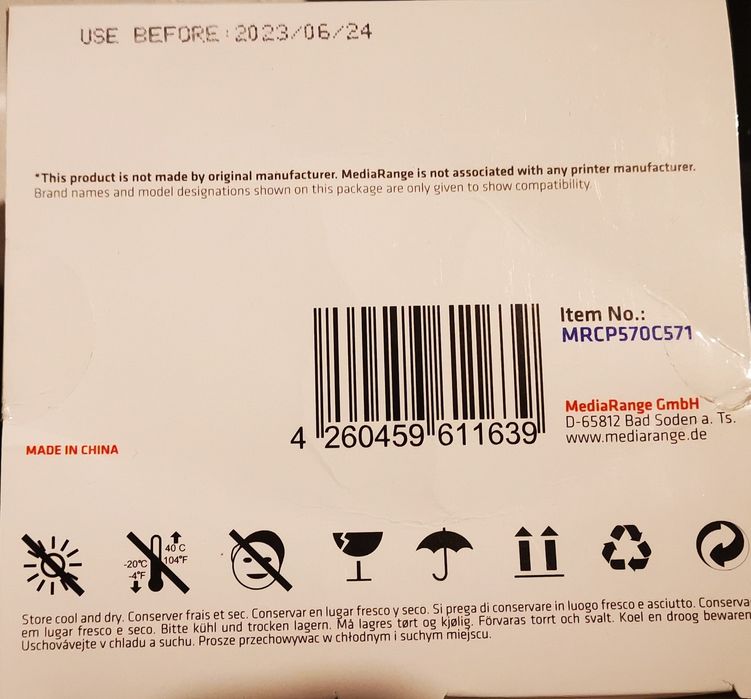 USE BEFORE:2023/06/24
*This product is not made by original manufacturer. MediaRange is not associated with any printer manufacturer.
Brand names and model designations shown on this package are only given to show compatibility.
Item No.:
MRCP570C571
MediaRange GmbH
D-65812 Bad Soden a. Ts.
www.mediarange.de
4 260459 611639
MADE IN CHINA
40 C
104°F
-20°C
-4°F
Store cool and dry. Conserver frais et sec. Conservar en lugar fresco y seco. Si prega di conservare in luogo fresco e asciutto. Conserva
em lugar fresco e seco. Bitte kühl und trocken lagern. Må lagres tørt og kjølig. Förvaras torrt och svalt. Koel en droog bewaren
Uschovávejte v chladu a suchu. Prosze przechowywac w chłodnym i suchym miejscu.